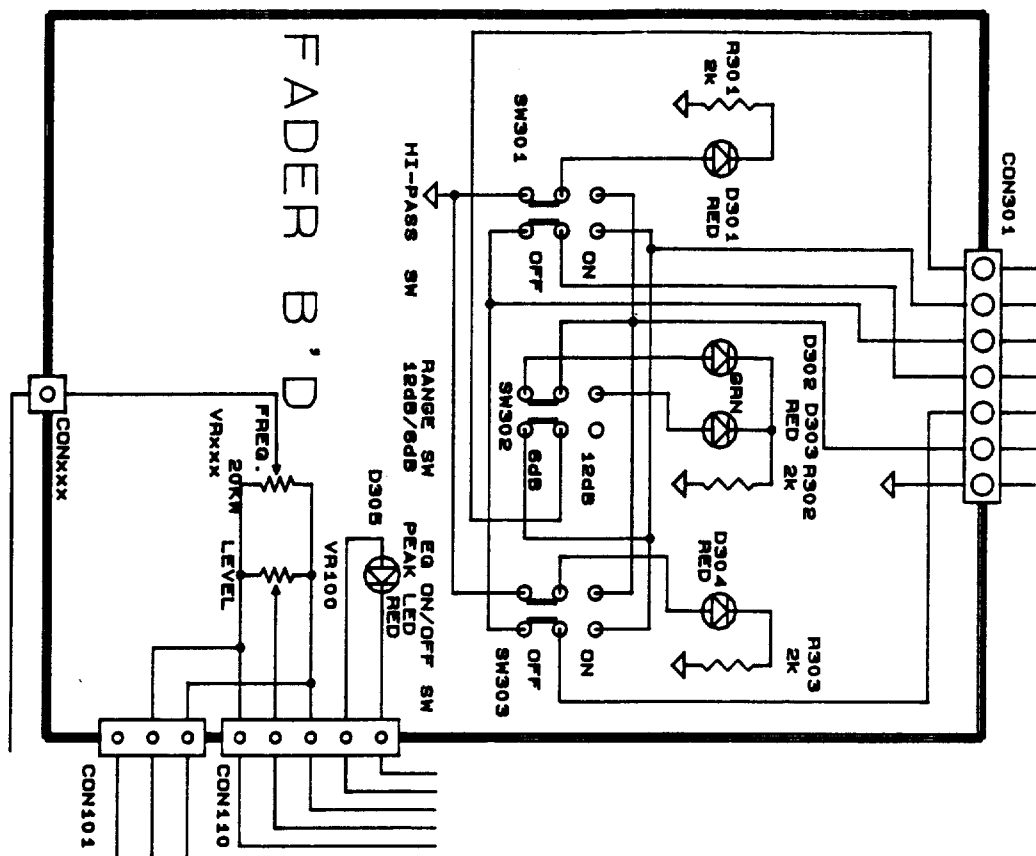 FADER B'D
CON301
R301
2k
D301
RED
SW301
ON
OFF
HI-PASS SW
D302
GRN
D303
RED
R302
2k
SW302
12dB
6dB
RANGE SW
12dB/6dB
D304
RED
R303
2k
SW303
ON
OFF
EQ ON/OFF SW
PEAK LED
D305
RED
CONxxx
FREQ.
VRxxx
20KW
LEVEL
VR100
CON101
CON110